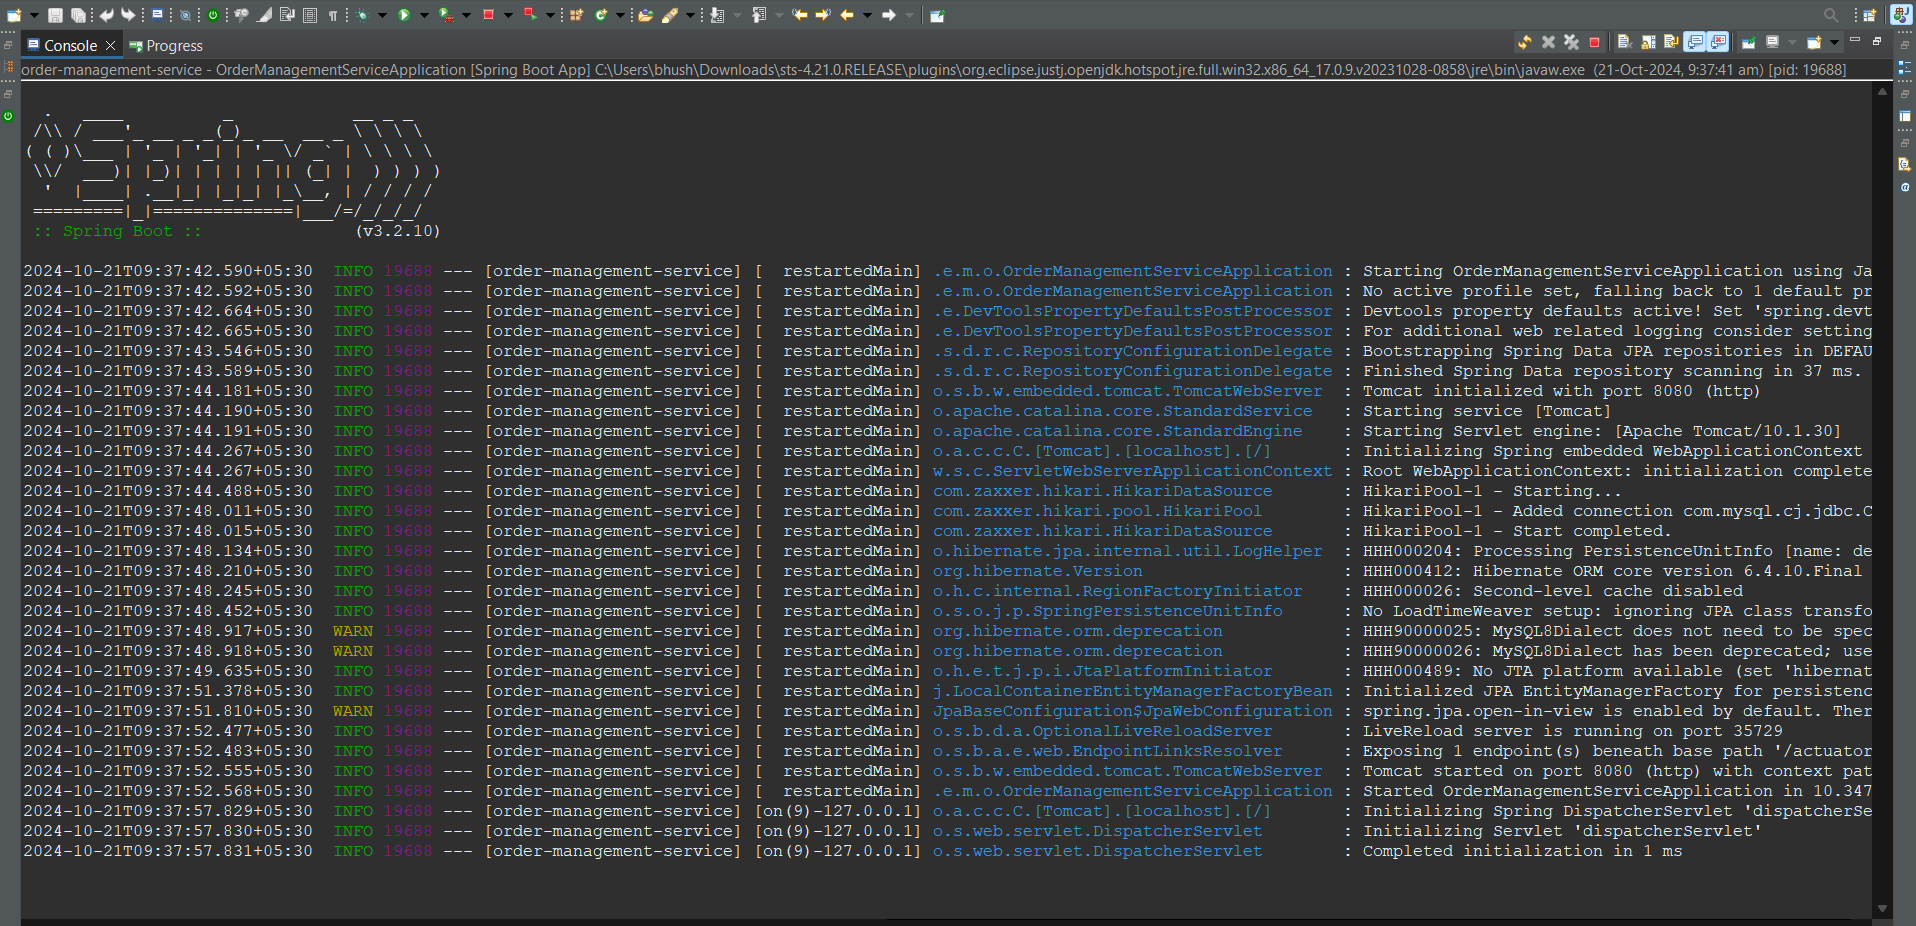 Console
Progress
order-management-service - OrderManagementServiceApplication [Spring Boot App] C:\Users\bhush\Downloads\sts-4.21.0.RELEASE\plugins\org.eclipse.justj.openjdk.hotspot.jre.full.win32.x86_64_17.0.9.v20231028-0858\jre\bin\javaw.exe (21-Oct-2024, 9:37:41 am) [pid: 19688]
  .   ____          _            __ _ _
 /\\ / ___'_ __ _ _(_)_ __  __ _ \ \ \ \
( ( )\___ | '_ | '_| | '_ \/ _` | \ \ \ \
 \\/  ___)| |_)| | | | | || (_| |  ) ) ) )
  '  |____| .__|_| |_|_| |_\__, | / / / /
 =========|_|==============|___/=/_/_/_/
 :: Spring Boot ::               (v3.2.10)
2024-10-21T09:37:42.590+05:30  INFO 19688 --- [order-management-service] [  restartedMain] .e.m.o.OrderManagementServiceApplication : Starting OrderManagementServiceApplication using Ja
2024-10-21T09:37:42.592+05:30  INFO 19688 --- [order-management-service] [  restartedMain] .e.m.o.OrderManagementServiceApplication : No active profile set, falling back to 1 default pr
2024-10-21T09:37:42.664+05:30  INFO 19688 --- [order-management-service] [  restartedMain] .e.DevToolsPropertyDefaultsPostProcessor : Devtools property defaults active! Set 'spring.devt
2024-10-21T09:37:42.665+05:30  INFO 19688 --- [order-management-service] [  restartedMain] .e.DevToolsPropertyDefaultsPostProcessor : For additional web related logging consider setting
2024-10-21T09:37:43.546+05:30  INFO 19688 --- [order-management-service] [  restartedMain] .s.d.r.c.RepositoryConfigurationDelegate : Bootstrapping Spring Data JPA repositories in DEFAU
2024-10-21T09:37:43.589+05:30  INFO 19688 --- [order-management-service] [  restartedMain] .s.d.r.c.RepositoryConfigurationDelegate : Finished Spring Data repository scanning in 37 ms.
2024-10-21T09:37:44.181+05:30  INFO 19688 --- [order-management-service] [  restartedMain] o.s.b.w.embedded.tomcat.TomcatWebServer  : Tomcat initialized with port 8080 (http)
2024-10-21T09:37:44.190+05:30  INFO 19688 --- [order-management-service] [  restartedMain] o.apache.catalina.core.StandardService   : Starting service [Tomcat]
2024-10-21T09:37:44.191+05:30  INFO 19688 --- [order-management-service] [  restartedMain] o.apache.catalina.core.StandardEngine    : Starting Servlet engine: [Apache Tomcat/10.1.30]
2024-10-21T09:37:44.267+05:30  INFO 19688 --- [order-management-service] [  restartedMain] o.a.c.c.C.[Tomcat].[localhost].[/]       : Initializing Spring embedded WebApplicationContext
2024-10-21T09:37:44.267+05:30  INFO 19688 --- [order-management-service] [  restartedMain] w.s.c.ServletWebServerApplicationContext : Root WebApplicationContext: initialization complete
2024-10-21T09:37:44.488+05:30  INFO 19688 --- [order-management-service] [  restartedMain] com.zaxxer.hikari.HikariDataSource       : HikariPool-1 - Starting...
2024-10-21T09:37:48.011+05:30  INFO 19688 --- [order-management-service] [  restartedMain] com.zaxxer.hikari.pool.HikariPool        : HikariPool-1 - Added connection com.mysql.cj.jdbc.C
2024-10-21T09:37:48.015+05:30  INFO 19688 --- [order-management-service] [  restartedMain] com.zaxxer.hikari.HikariDataSource       : HikariPool-1 - Start completed.
2024-10-21T09:37:48.134+05:30  INFO 19688 --- [order-management-service] [  restartedMain] o.hibernate.jpa.internal.util.LogHelper  : HHH000204: Processing PersistenceUnitInfo [name: de
2024-10-21T09:37:48.210+05:30  INFO 19688 --- [order-management-service] [  restartedMain] org.hibernate.Version                    : HHH000412: Hibernate ORM core version 6.4.10.Final
2024-10-21T09:37:48.245+05:30  INFO 19688 --- [order-management-service] [  restartedMain] o.h.c.internal.RegionFactoryInitiator    : HHH000026: Second-level cache disabled
2024-10-21T09:37:48.452+05:30  INFO 19688 --- [order-management-service] [  restartedMain] o.s.o.j.p.SpringPersistenceUnitInfo      : No LoadTimeWeaver setup: ignoring JPA class transfo
2024-10-21T09:37:48.917+05:30  WARN 19688 --- [order-management-service] [  restartedMain] org.hibernate.orm.deprecation            : HHH90000025: MySQL8Dialect does not need to be spec
2024-10-21T09:37:48.918+05:30  WARN 19688 --- [order-management-service] [  restartedMain] org.hibernate.orm.deprecation            : HHH90000026: MySQL8Dialect has been deprecated; use
2024-10-21T09:37:49.635+05:30  INFO 19688 --- [order-management-service] [  restartedMain] o.h.e.t.j.p.i.JtaPlatformInitiator       : HHH000489: No JTA platform available (set 'hibernat
2024-10-21T09:37:51.378+05:30  INFO 19688 --- [order-management-service] [  restartedMain] j.LocalContainerEntityManagerFactoryBean : Initialized JPA EntityManagerFactory for persistenc
2024-10-21T09:37:51.810+05:30  WARN 19688 --- [order-management-service] [  restartedMain] JpaBaseConfiguration$JpaWebConfiguration : spring.jpa.open-in-view is enabled by default. Ther
2024-10-21T09:37:52.477+05:30  INFO 19688 --- [order-management-service] [  restartedMain] o.s.b.d.a.OptionalLiveReloadServer       : LiveReload server is running on port 35729
2024-10-21T09:37:52.483+05:30  INFO 19688 --- [order-management-service] [  restartedMain] o.s.b.a.e.web.EndpointLinksResolver      : Exposing 1 endpoint(s) beneath base path '/actuator
2024-10-21T09:37:52.555+05:30  INFO 19688 --- [order-management-service] [  restartedMain] o.s.b.w.embedded.tomcat.TomcatWebServer  : Tomcat started on port 8080 (http) with context pat
2024-10-21T09:37:52.568+05:30  INFO 19688 --- [order-management-service] [  restartedMain] .e.m.o.OrderManagementServiceApplication : Started OrderManagementServiceApplication in 10.347
2024-10-21T09:37:57.829+05:30  INFO 19688 --- [order-management-service] [on(9)-127.0.0.1] o.a.c.c.C.[Tomcat].[localhost].[/]       : Initializing Spring DispatcherServlet 'dispatcherSe
2024-10-21T09:37:57.830+05:30  INFO 19688 --- [order-management-service] [on(9)-127.0.0.1] o.s.web.servlet.DispatcherServlet        : Initializing Servlet 'dispatcherServlet'
2024-10-21T09:37:57.831+05:30  INFO 19688 --- [order-management-service] [on(9)-127.0.0.1] o.s.web.servlet.DispatcherServlet        : Completed initialization in 1 ms